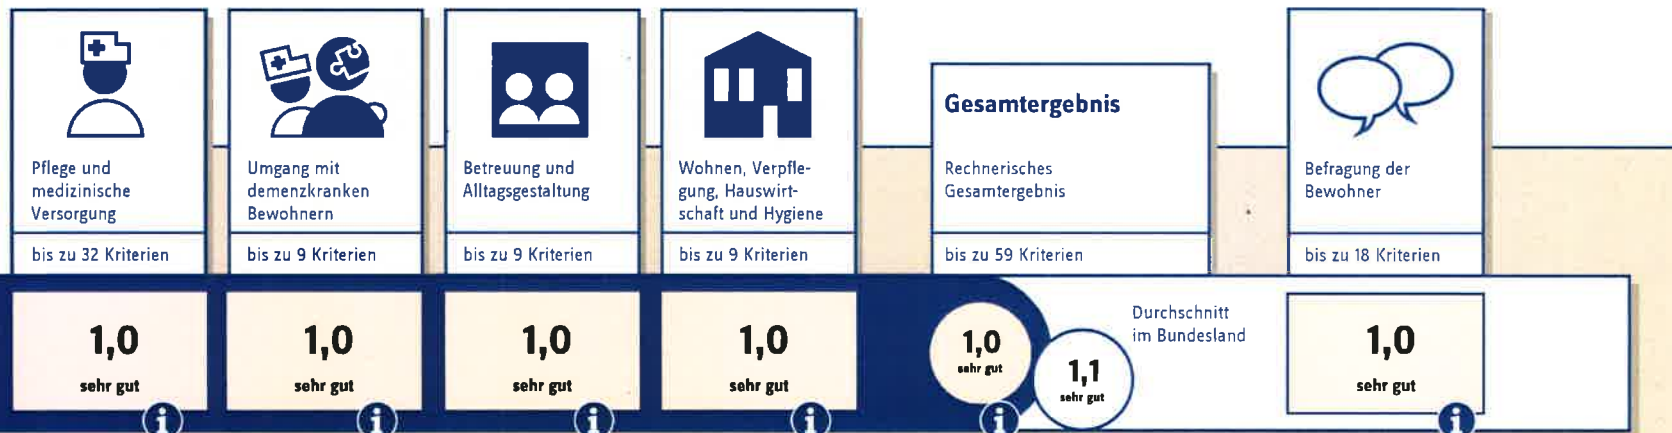 Pflege und
medizinische
Versorgung
bis zu 32 Kriterien
1,0
sehr gut
Umgang mit
demenzkranken
Bewohnern
bis zu 9 Kriterien
1,0
sehr gut
Betreuung und
Alltagsgestaltung
bis zu 9 Kriterien
1,0
sehr gut
Wohnen, Verpfle-
gung, Hauswirt-
schaft und Hygiene
bis zu 9 Kriterien
1,0
sehr gut
Gesamtergebnis
Rechnerisches
Gesamtergebnis
bis zu 59 Kriterien
1,0
sehr gut
Durchschnitt
im Bundesland
1,1
sehr gut
Befragung der
Bewohner
bis zu 18 Kriterien
1,0
sehr gut